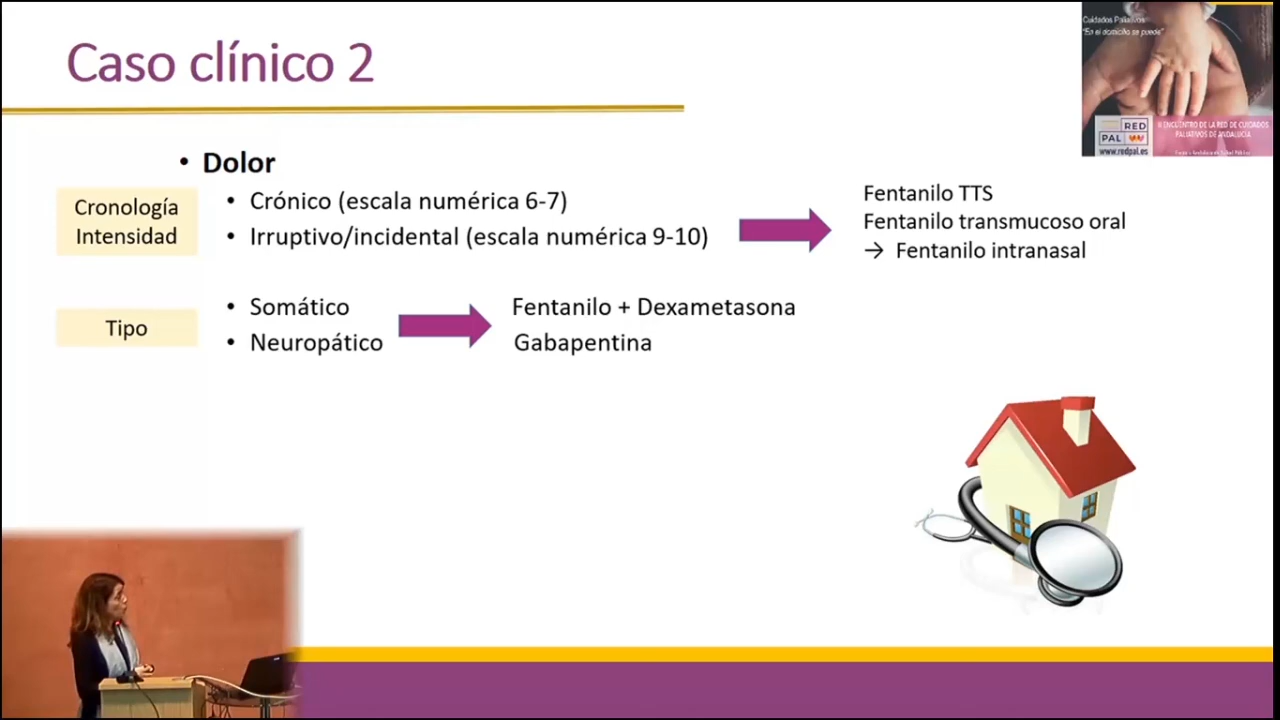 Caso clínico 2
Cuidados Paliativos
"En el domicilio se puede"
RED
PAL
www.redpal.es
II ENCUENTRO DE LA RED DE CUIDADOS
PALIATIVOS DE ANDALUCIA
• Dolor
Cronología
Intensidad
• Crónico (escala numérica 6-7)
• Irruptivo/incidental (escala numérica 9-10)
Fentanilo TTS
Fentanilo transmucoso oral
→ Fentanilo intranasal
Tipo
• Somático
• Neuropático
Fentanilo + Dexametasona
Gabapentina